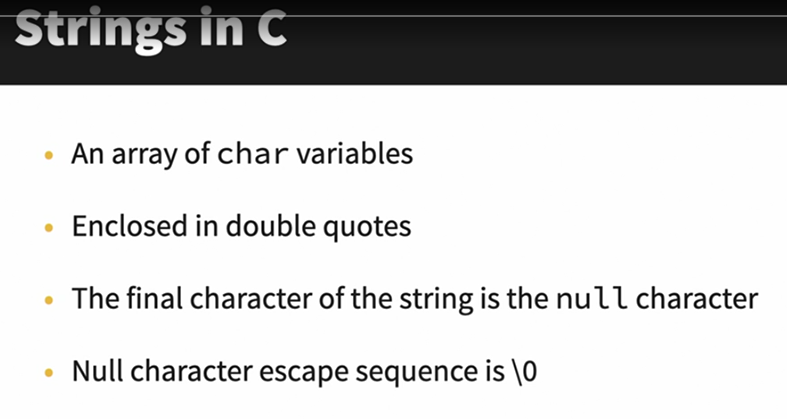 Strings in C
• An array of char variables
• Enclosed in double quotes
• The final character of the string is the null character
• Null character escape sequence is \0